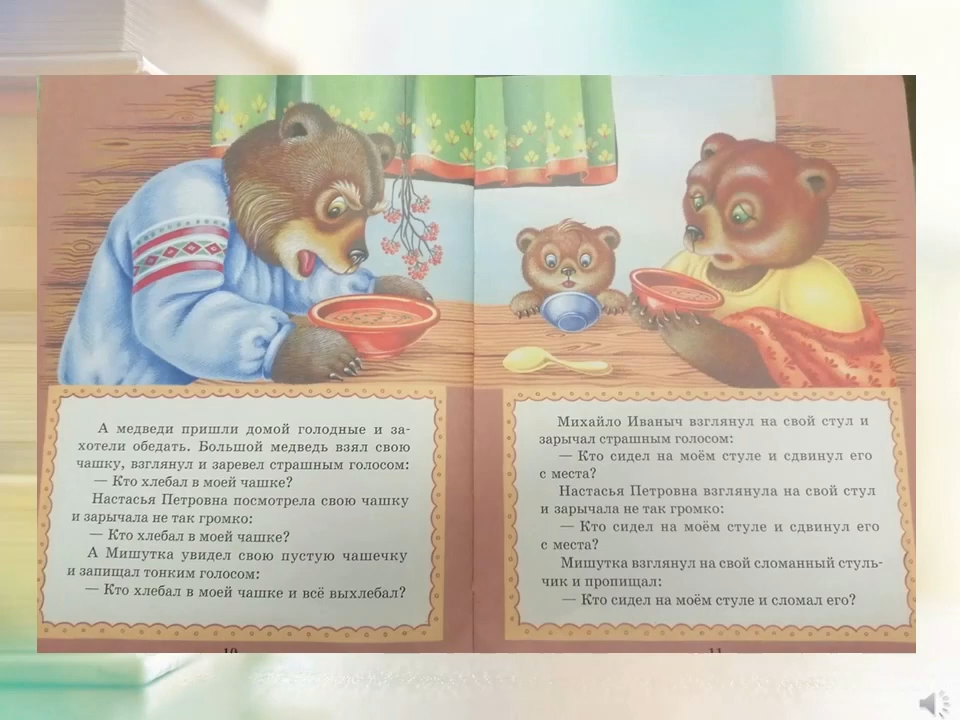 А медведи пришли домой голодные и за-
хотели обедать. Большой медведь взял свою
чашку, взглянул и заревел страшным голосом:
— Кто хлебал в моей чашке?
Настасья Петровна посмотрела свою чашку
и зарычала не так громко:
— Кто хлебал в моей чашке?
А Мишутка увидел свою пустую чашечку
и запищал тонким голосом:
— Кто хлебал в моей чашке и всё выхлебал?
10
Михайло Иваныч взглянул на свой стул и
зарычал страшным голосом:
— Кто сидел на моём стуле и сдвинул его
с места?
Настасья Петровна взглянула на свой стул
и зарычала не так громко:
— Кто сидел на моём стуле и сдвинул его
с места?
Мишутка взглянул на свой сломанный стуль-
чик и пропищал:
— Кто сидел на моём стуле и сломал его?
11